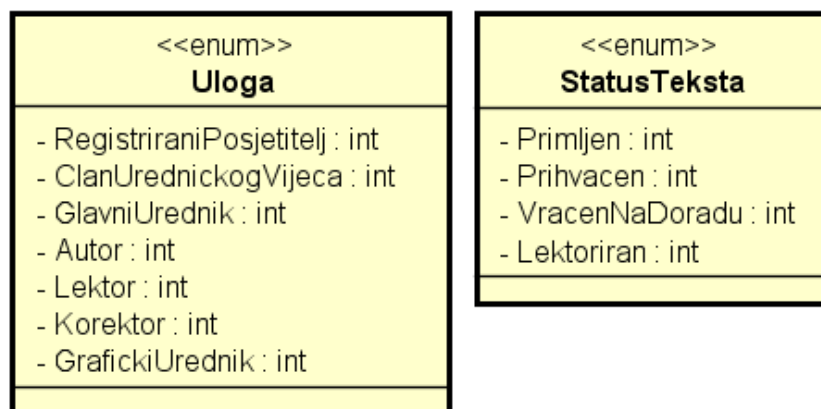 <<enum>>
Uloga
- RegistriraniPosjetitelj : int
- ClanUrednickogVijeca : int
- GlavniUrednik : int
- Autor : int
- Lektor : int
- Korektor : int
- GrafickiUrednik : int
<<enum>>
StatusTeksta
- Primljen : int
- Prihvacen : int
- VracenNaDoradu : int
- Lektoriran : int